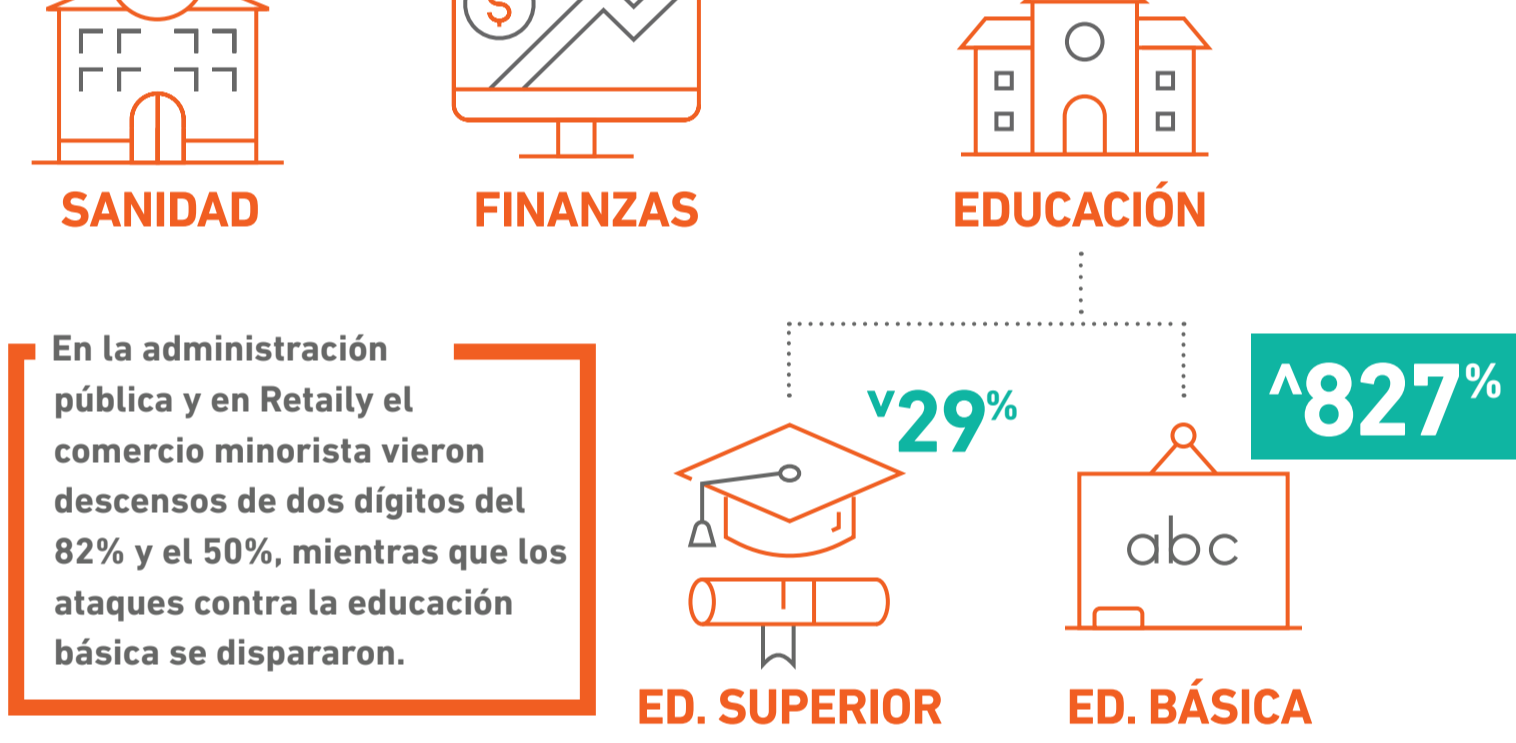 $
SANIDAD
FINANZAS
EDUCACIÓN
En la administración
pública y en Retaily el
comercio minorista vieron
descensos de dos dígitos del
82% y el 50%, mientras que los
ataques contra la educación
básica se dispararon.
˅29%
˄827%
abc
ED. SUPERIOR
ED. BÁSICA